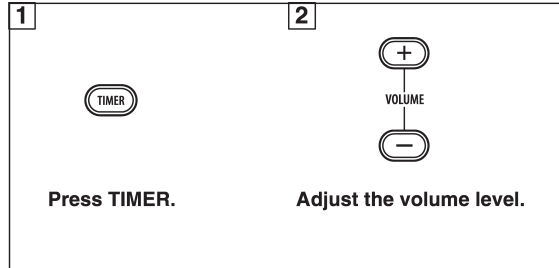 1
TIMER
Press TIMER.
2
+
VOLUME
−
Adjust the volume level.